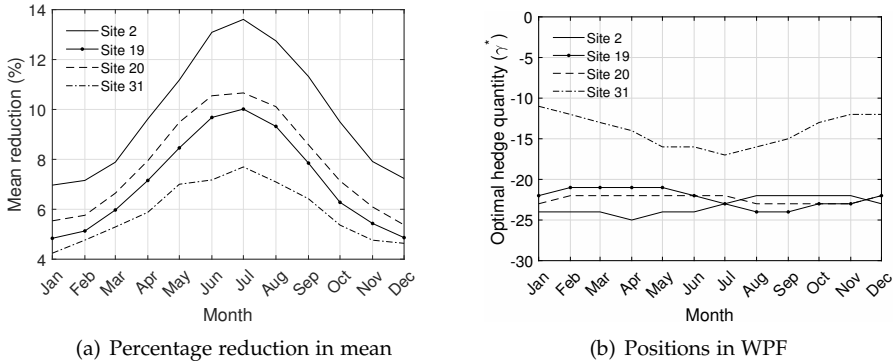 14
12
10
8
6
4
Mean reduction (%)
Site 2
Site 19
Site 20
Site 31
Jan
Feb
Mar
Apr
May
Jun
Jul
Aug
Sep
Oct
Nov
Dec
Month
(a) Percentage reduction in mean
0
-5
-10
-15
-20
-25
-30
Optimal hedge quantity (γ*)
Site 2
Site 19
Site 20
Site 31
Jan
Feb
Mar
Apr
May
Jun
Jul
Aug
Sep
Oct
Nov
Dec
Month
(b) Positions in WPF